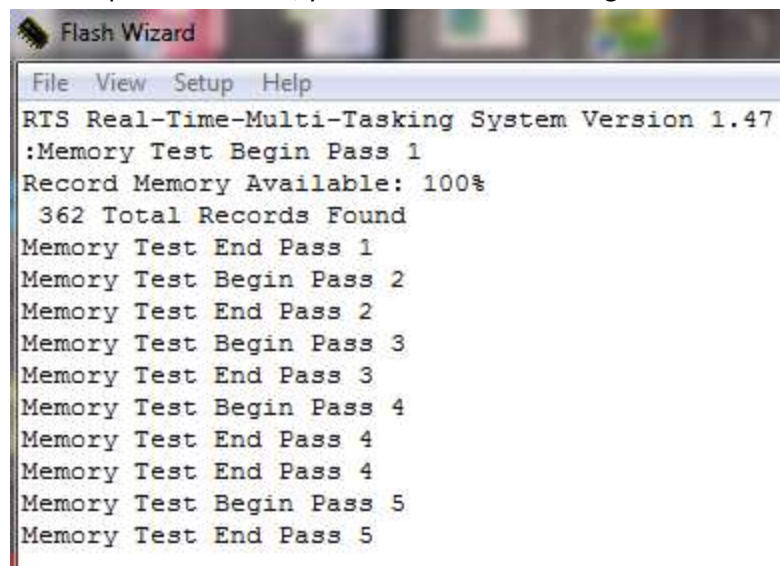 Flash Wizard
File View Setup Help
RTS Real-Time-Multi-Tasking System Version 1.47
:Memory Test Begin Pass 1
Record Memory Available: 100%
362 Total Records Found
Memory Test End Pass 1
Memory Test Begin Pass 2
Memory Test End Pass 2
Memory Test Begin Pass 3
Memory Test End Pass 3
Memory Test Begin Pass 4
Memory Test End Pass 4
Memory Test End Pass 4
Memory Test Begin Pass 5
Memory Test End Pass 5